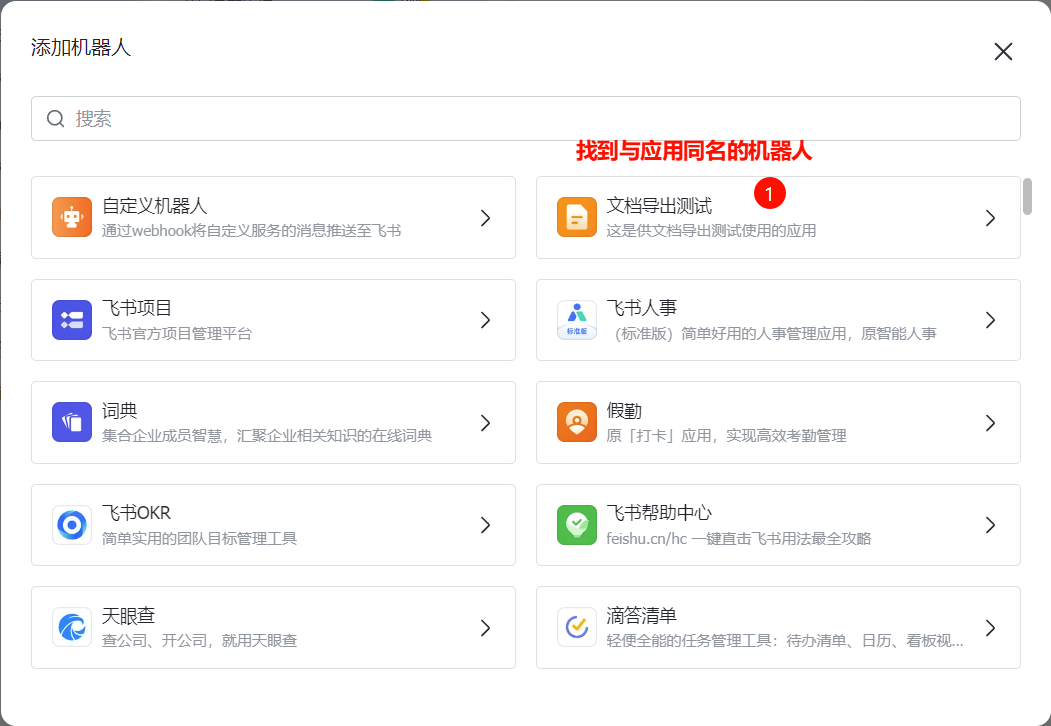 添加机器人
搜索
找到与应用同名的机器人
1
自定义机器人
通过webhook将自定义服务的消息推送至飞书
文档导出测试
这是供文档导出测试使用的应用
飞书项目
飞书官方项目管理平台
标准版
飞书人事
（标准版）简单好用的人事管理应用，原智能人事
词典
集合企业成员智慧，汇聚企业相关知识的在线词典
假勤
原「打卡」应用，实现高效考勤管理
飞书OKR
简单实用的团队目标管理工具
飞书帮助中心
feishu.cn/hc 一键直击飞书用法最全攻略
天眼查
查公司、开公司，就用天眼查
滴答清单
轻便全能的任务管理工具：待办清单、日历、看板视...